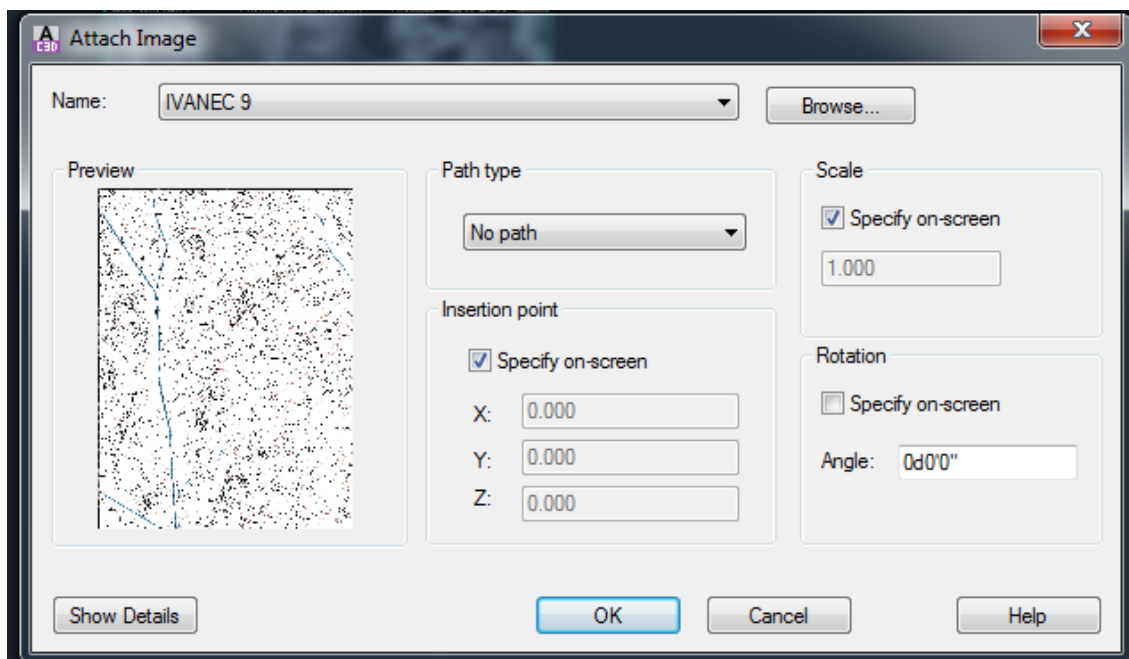 A
C3D
Attach Image
x
Name:
IVANEC 9
Browse...
Preview
Path type
No path
Insertion point
Specify on-screen
X:
0.000
Y:
0.000
Z:
0.000
Scale
Specify on-screen
1.000
Rotation
Specify on-screen
Angle:
0d0'0"
Show Details
OK
Cancel
Help